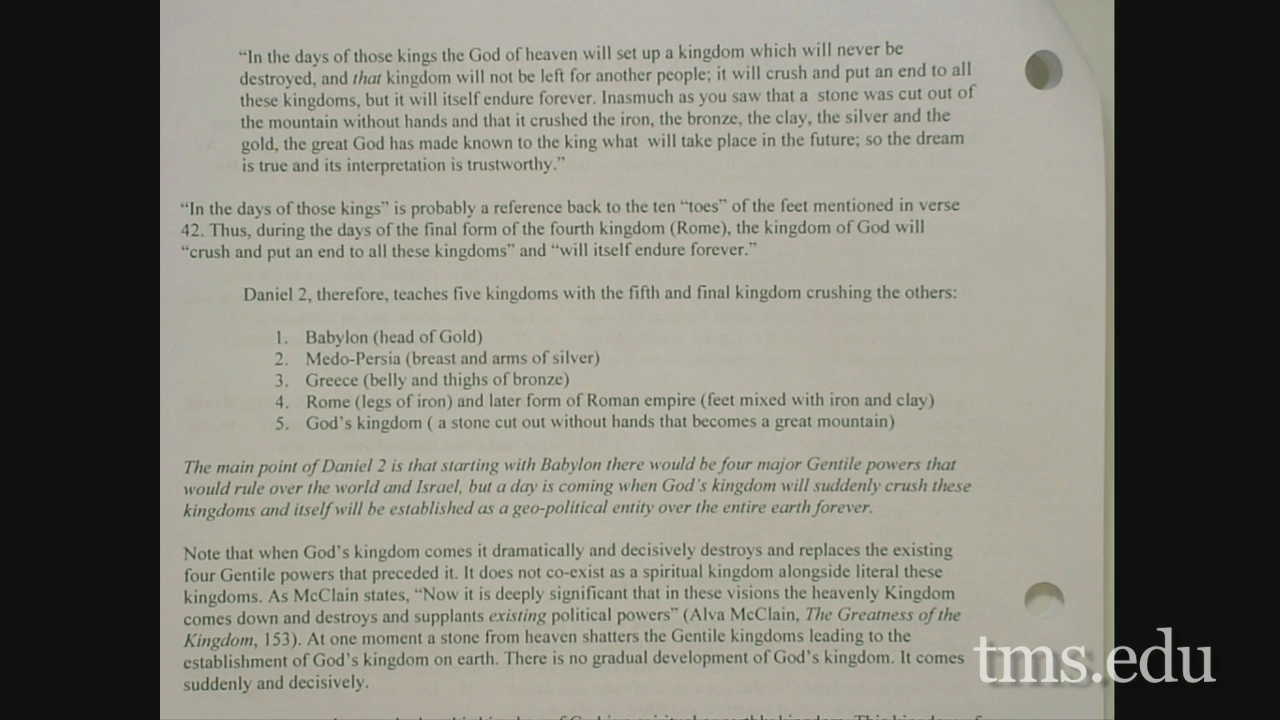 “In the days of those kings the God of heaven will set up a kingdom which will never be
destroyed, and that kingdom will not be left for another people; it will crush and put an end to all
these kingdoms, but it will itself endure forever. Inasmuch as you saw that a stone was cut out of
the mountain without hands and that it crushed the iron, the bronze, the clay, the silver and the
gold, the great God has made known to the king what will take place in the future; so the dream
is true and its interpretation is trustworthy.”
“In the days of those kings” is probably a reference back to the ten “toes” of the feet mentioned in verse
42. Thus, during the days of the final form of the fourth kingdom (Rome), the kingdom of God will
“crush and put an end to all these kingdoms” and “will itself endure forever.”
Daniel 2, therefore, teaches five kingdoms with the fifth and final kingdom crushing the others:
1. Babylon (head of Gold)
2. Medo-Persia (breast and arms of silver)
3. Greece (belly and thighs of bronze)
4. Rome (legs of iron) and later form of Roman empire (feet mixed with iron and clay)
5. God’s kingdom ( a stone cut out without hands that becomes a great mountain)
The main point of Daniel 2 is that starting with Babylon there would be four major Gentile powers that
would rule over the world and Israel, but a day is coming when God’s kingdom will suddenly crush these
kingdoms and itself will be established as a geo-political entity over the entire earth forever.
Note that when God’s kingdom comes it dramatically and decisively destroys and replaces the existing
four Gentile powers that preceded it. It does not co-exist as a spiritual kingdom alongside literal these
kingdoms. As McClain states, “Now it is deeply significant that in these visions the heavenly Kingdom
comes down and destroys and supplants existing political powers” (Alva McClain, The Greatness of the
Kingdom, 153). At one moment a stone from heaven shatters the Gentile kingdoms leading to the
establishment of God’s kingdom on earth. There is no gradual development of God’s kingdom. It comes
suddenly and decisively.
tms.edu